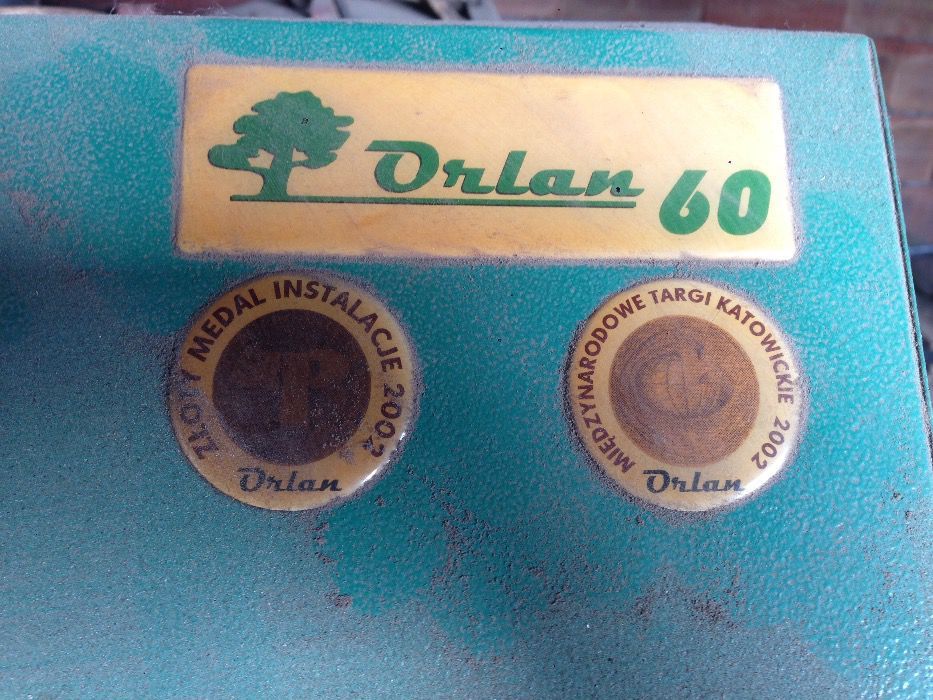 Orlan 60
ZŁOTY MEDAL INSTALACJE 2002
Orlan
MIĘDZYNARODOWE TARGI KATOWICKIE 2002
Orlan